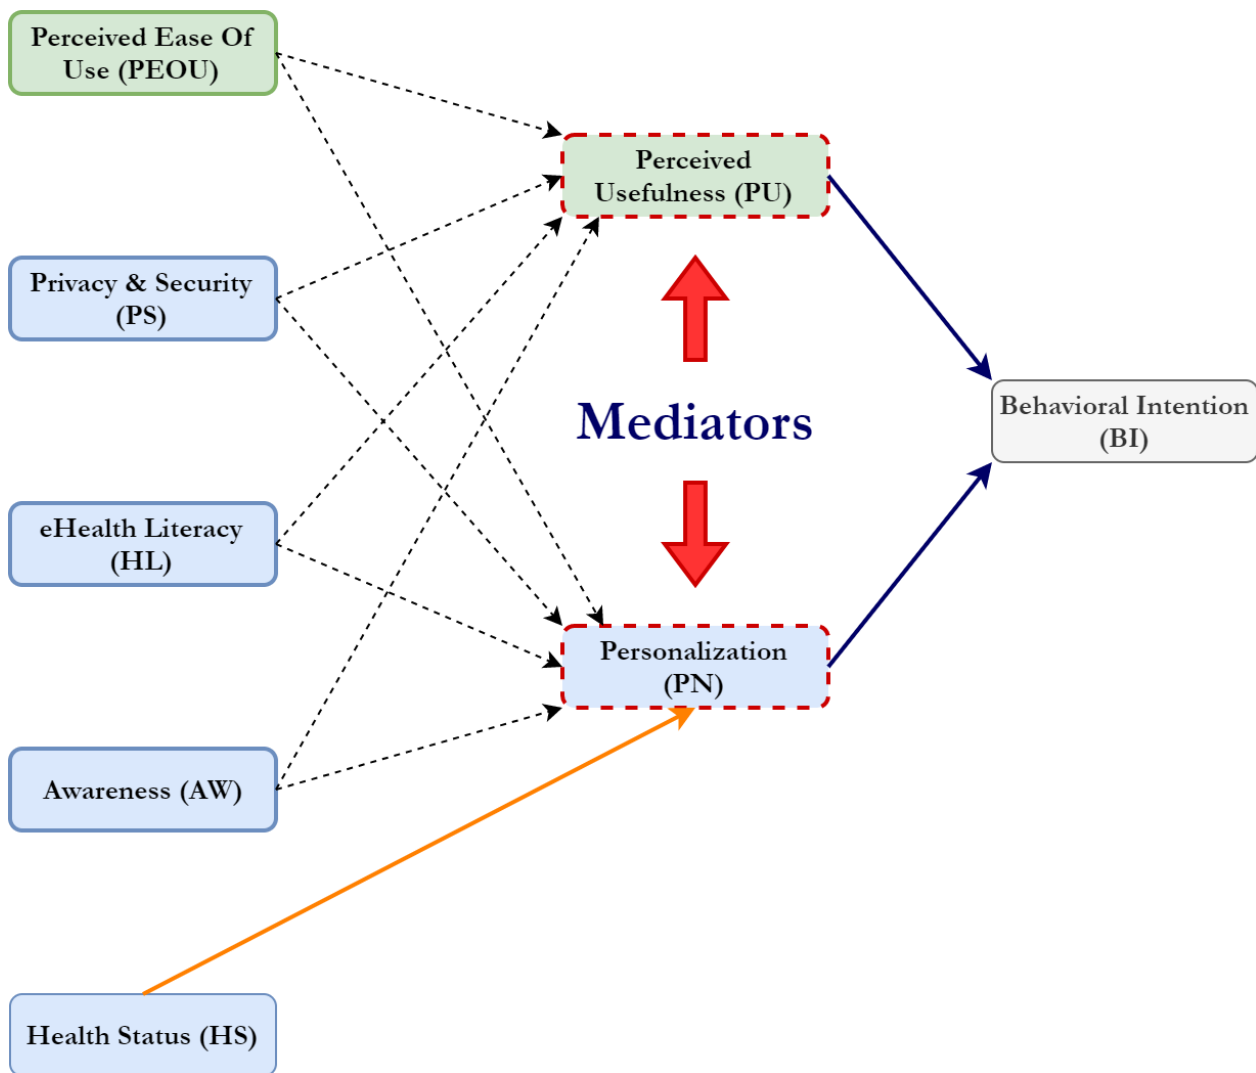 Perceived Ease Of
Use (PEOU)
Perceived
Usefulness (PU)
Privacy & Security
(PS)
Mediators
Behavioral Intention
(BI)
eHealth Literacy
(HL)
Personalization
(PN)
Awareness (AW)
Health Status (HS)